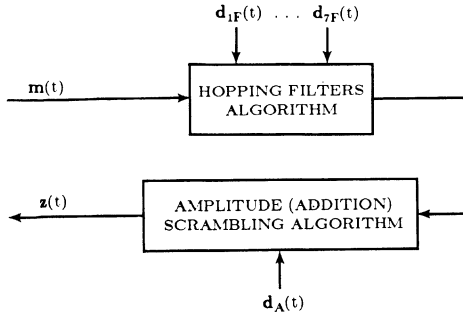 d1F(t) . . . d7F(t)
m(t)
HOPPING FILTERS
ALGORITHM
z(t)
AMPLITUDE (ADDITION)
SCRAMBLING ALGORITHM
dA(t)